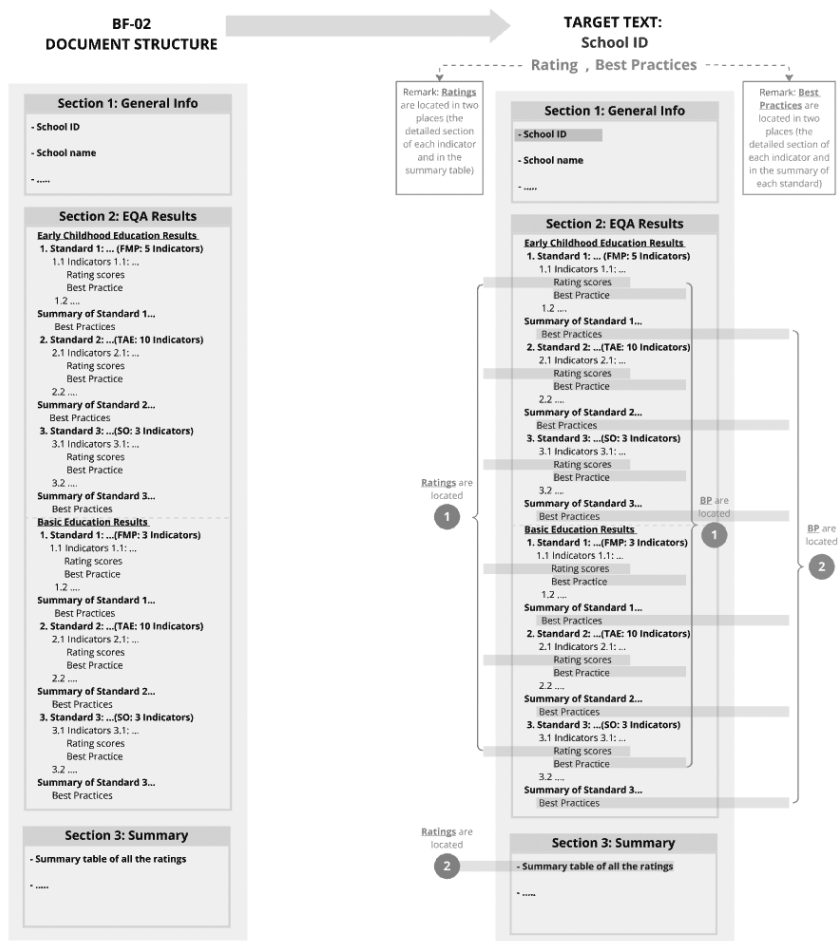 BF-02
DOCUMENT STRUCTURE
Section 1: General Info
- School ID
- School name
- .....
Section 2: EQA Results
Early Childhood Education Results
1. Standard 1: ... (FMP: 5 Indicators)
1.1 Indicators 1.1: ...
Rating scores
Best Practice
1.2 ....
Summary of Standard 1...
Best Practices
2. Standard 2: ...(TAE: 10 Indicators)
2.1 Indicators 2.1: ...
Rating scores
Best Practice
2.2 ....
Summary of Standard 2...
Best Practices
3. Standard 3: ...(SO: 3 Indicators)
3.1 Indicators 3.1: ...
Rating scores
Best Practice
3.2 ....
Summary of Standard 3...
Best Practices
Basic Education Results
1. Standard 1: ...(FMP: 3 Indicators)
1.1 Indicators 1.1: ...
Rating scores
Best Practice
1.2 ....
Summary of Standard 1...
Best Practices
2. Standard 2: ...(TAE: 10 Indicators)
2.1 Indicators 2.1: ...
Rating scores
Best Practice
2.2 ....
Summary of Standard 2...
Best Practices
3. Standard 3: ...(SO: 3 Indicators)
3.1 Indicators 3.1: ...
Rating scores
Best Practice
3.2 ....
Summary of Standard 3...
Best Practices
Section 3: Summary
- Summary table of all the ratings
- .....
TARGET TEXT:
School ID
Rating , Best Practices
Remark: Ratings
are located in two
places (the
detailed section
of each indicator
and in the
summary table)
Remark: Best
Practices are
located in two
places (the
detailed section of
each indicator and
in the summary of
each standard)
Section 1: General Info
- School ID
- School name
- .....
Section 2: EQA Results
Early Childhood Education Results
1. Standard 1: ... (FMP: 5 Indicators)
1.1 Indicators 1.1: ...
Rating scores
Best Practice
1.2 ....
Summary of Standard 1...
Best Practices
2. Standard 2: ...(TAE: 10 Indicators)
2.1 Indicators 2.1: ...
Rating scores
Best Practice
2.2 ....
Summary of Standard 2...
Best Practices
3. Standard 3: ...(SO: 3 Indicators)
3.1 Indicators 3.1: ...
Rating scores
Best Practice
3.2 ....
Summary of Standard 3...
Best Practices
Basic Education Results
1. Standard 1: ...(FMP: 3 Indicators)
1.1 Indicators 1.1: ...
Rating scores
Best Practice
1.2 ....
Summary of Standard 1...
Best Practices
2. Standard 2: ...(TAE: 10 Indicators)
2.1 Indicators 2.1: ...
Rating scores
Best Practice
2.2 ....
Summary of Standard 2...
Best Practices
3. Standard 3: ...(SO: 3 Indicators)
3.1 Indicators 3.1: ...
Rating scores
Best Practice
3.2 ....
Summary of Standard 3...
Best Practices
Section 3: Summary
- Summary table of all the ratings
- .....
Ratings are
located
1
BP are
located
1
BP are
located
2
Ratings are
located
2